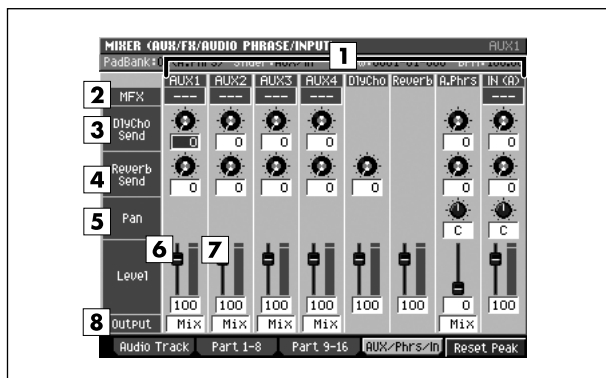 MIXER (AUX/FX/AUDIO PHRASE/INPUT) AUX1
1
AUX1 AUX2 AUX3 AUX4 DlyCho Reverb A.Phrs IN (A)
2 MFX --- --- --- --- ---
3 DlyCho Send 0 0 0 0 0 0
4 Reverb Send 0 0 0 0 0 0 0
5 Pan C C
6 7
Level 100 100 100 100 100 100 0 100
8 Output Mix Mix Mix Mix Mix
Audio Track Part 1-8 Part 9-16 AUX/Phrs/In Reset Peak